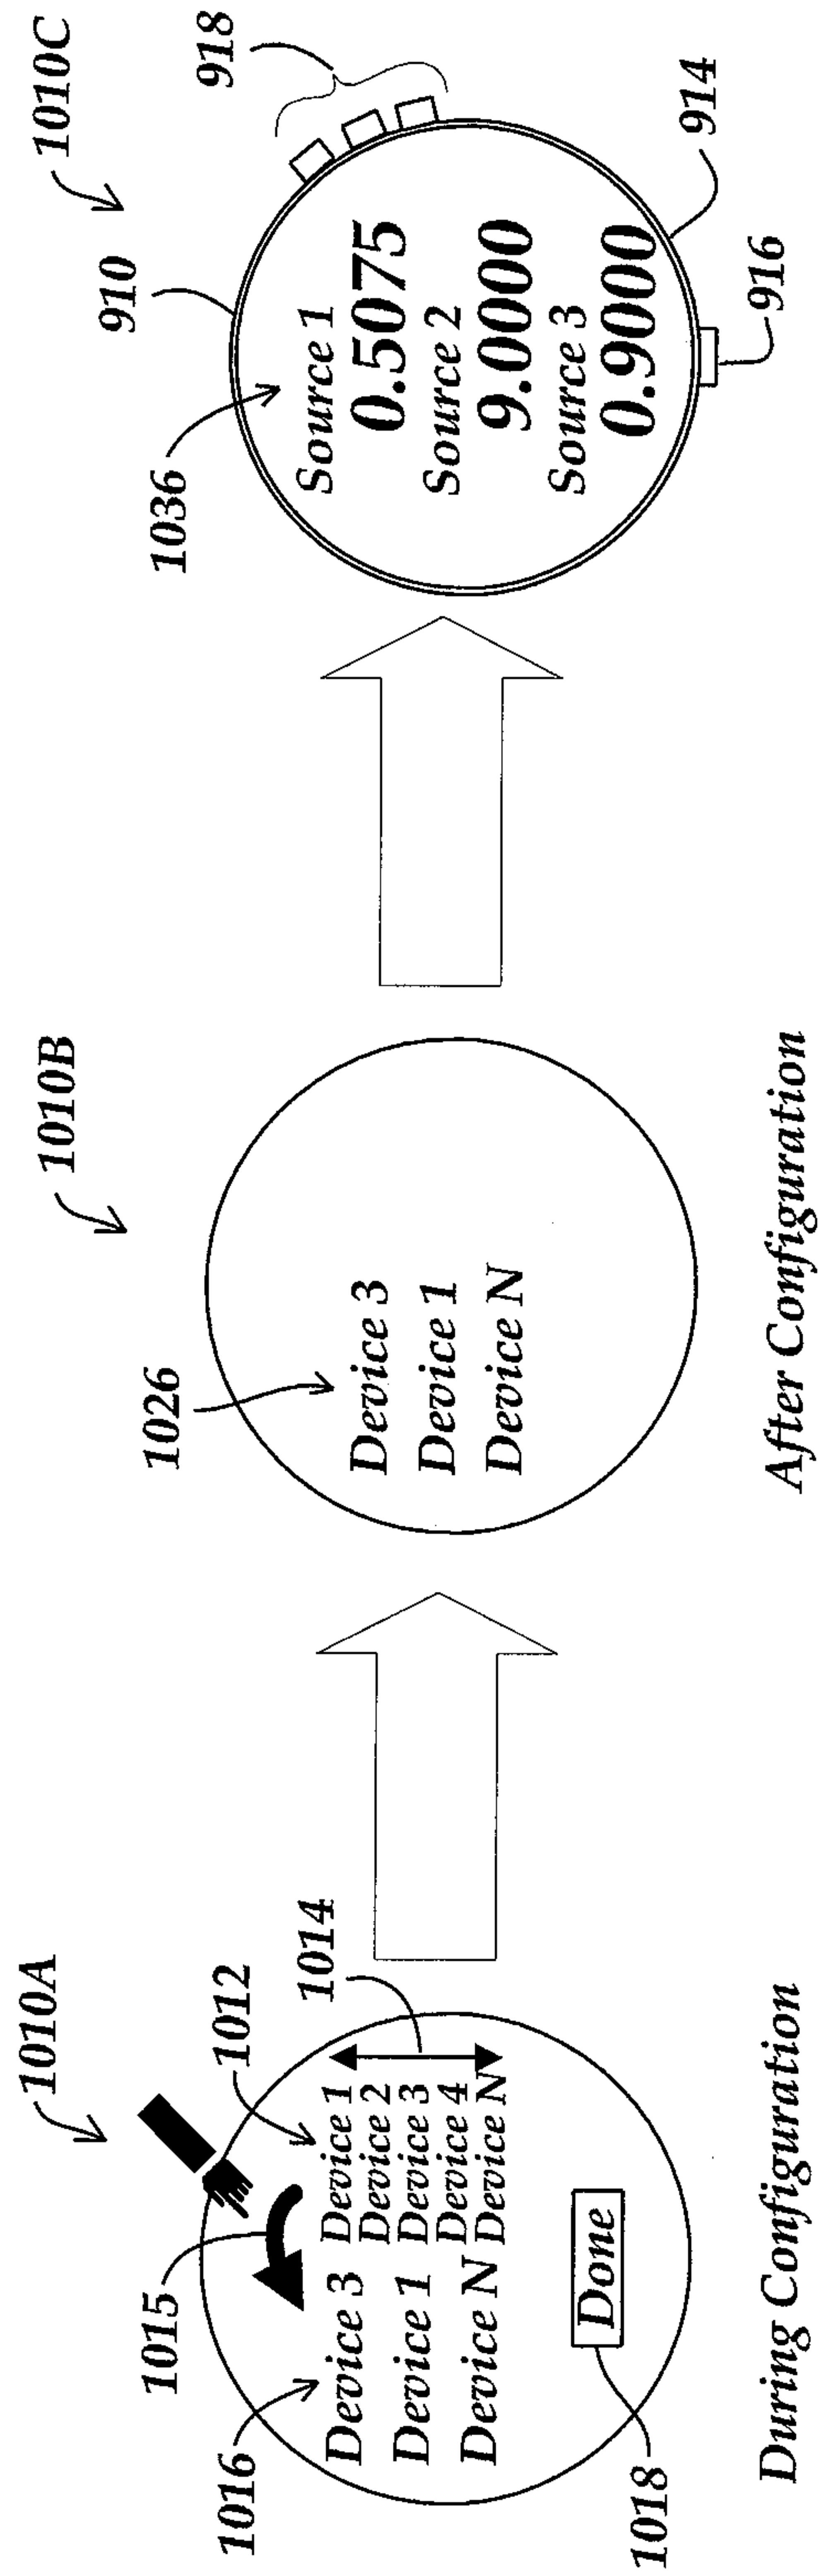 1010A
1015
1012
1014
1016
Device 3
Device 1
Device N
Device 1
Device 2
Device 3
Device 4
Device N
Done
1018
During Configuration
1010B
1026
Device 3
Device 1
Device N
After Configuration
1010C
918
910
1036
Source 1
0.5075
Source 2
9.0000
Source 3
0.9000
914
916